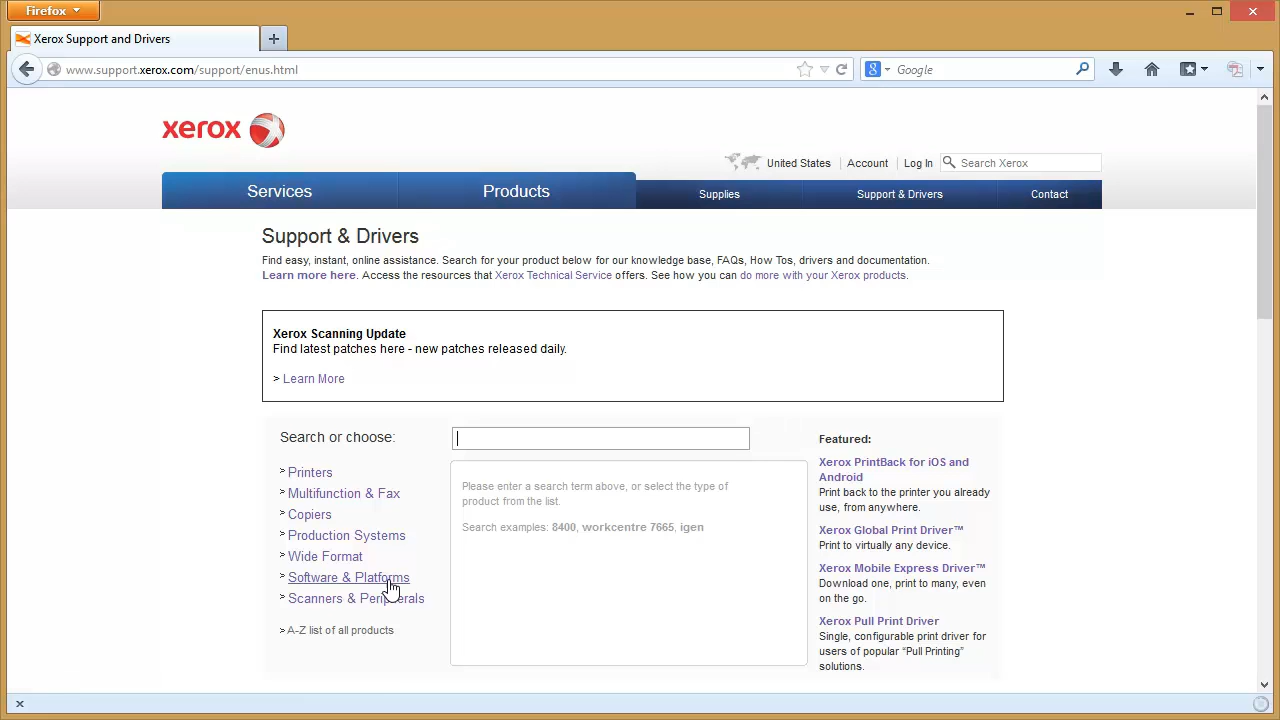 Firefox
Xerox Support and Drivers
www.support.xerox.com/support/enus.html
Google
xerox
United States
Account
Log In
Search Xerox
Services
Products
Supplies
Support & Drivers
Contact
Support & Drivers
Find easy, instant, online assistance. Search for your product below for our knowledge base, FAQs, How Tos, drivers and documentation.
Learn more here. Access the resources that Xerox Technical Service offers. See how you can do more with your Xerox products.
Xerox Scanning Update
Find latest patches here - new patches released daily.
> Learn More
Search or choose:
> Printers
> Multifunction & Fax
> Copiers
> Production Systems
> Wide Format
> Software & Platforms
> Scanners & Peripherals
> A-Z list of all products
Please enter a search term above, or select the type of
product from the list.
Search examples: 8400, workcentre 7665, igen
Featured:
Xerox PrintBack for iOS and
Android
Print back to the printer you already
use, from anywhere.
Xerox Global Print Driver™
Print to virtually any device.
Xerox Mobile Express Driver™
Download one, print to many, even
on the go.
Xerox Pull Print Driver
Single, configurable print driver for
users of popular “Pull Printing”
solutions.